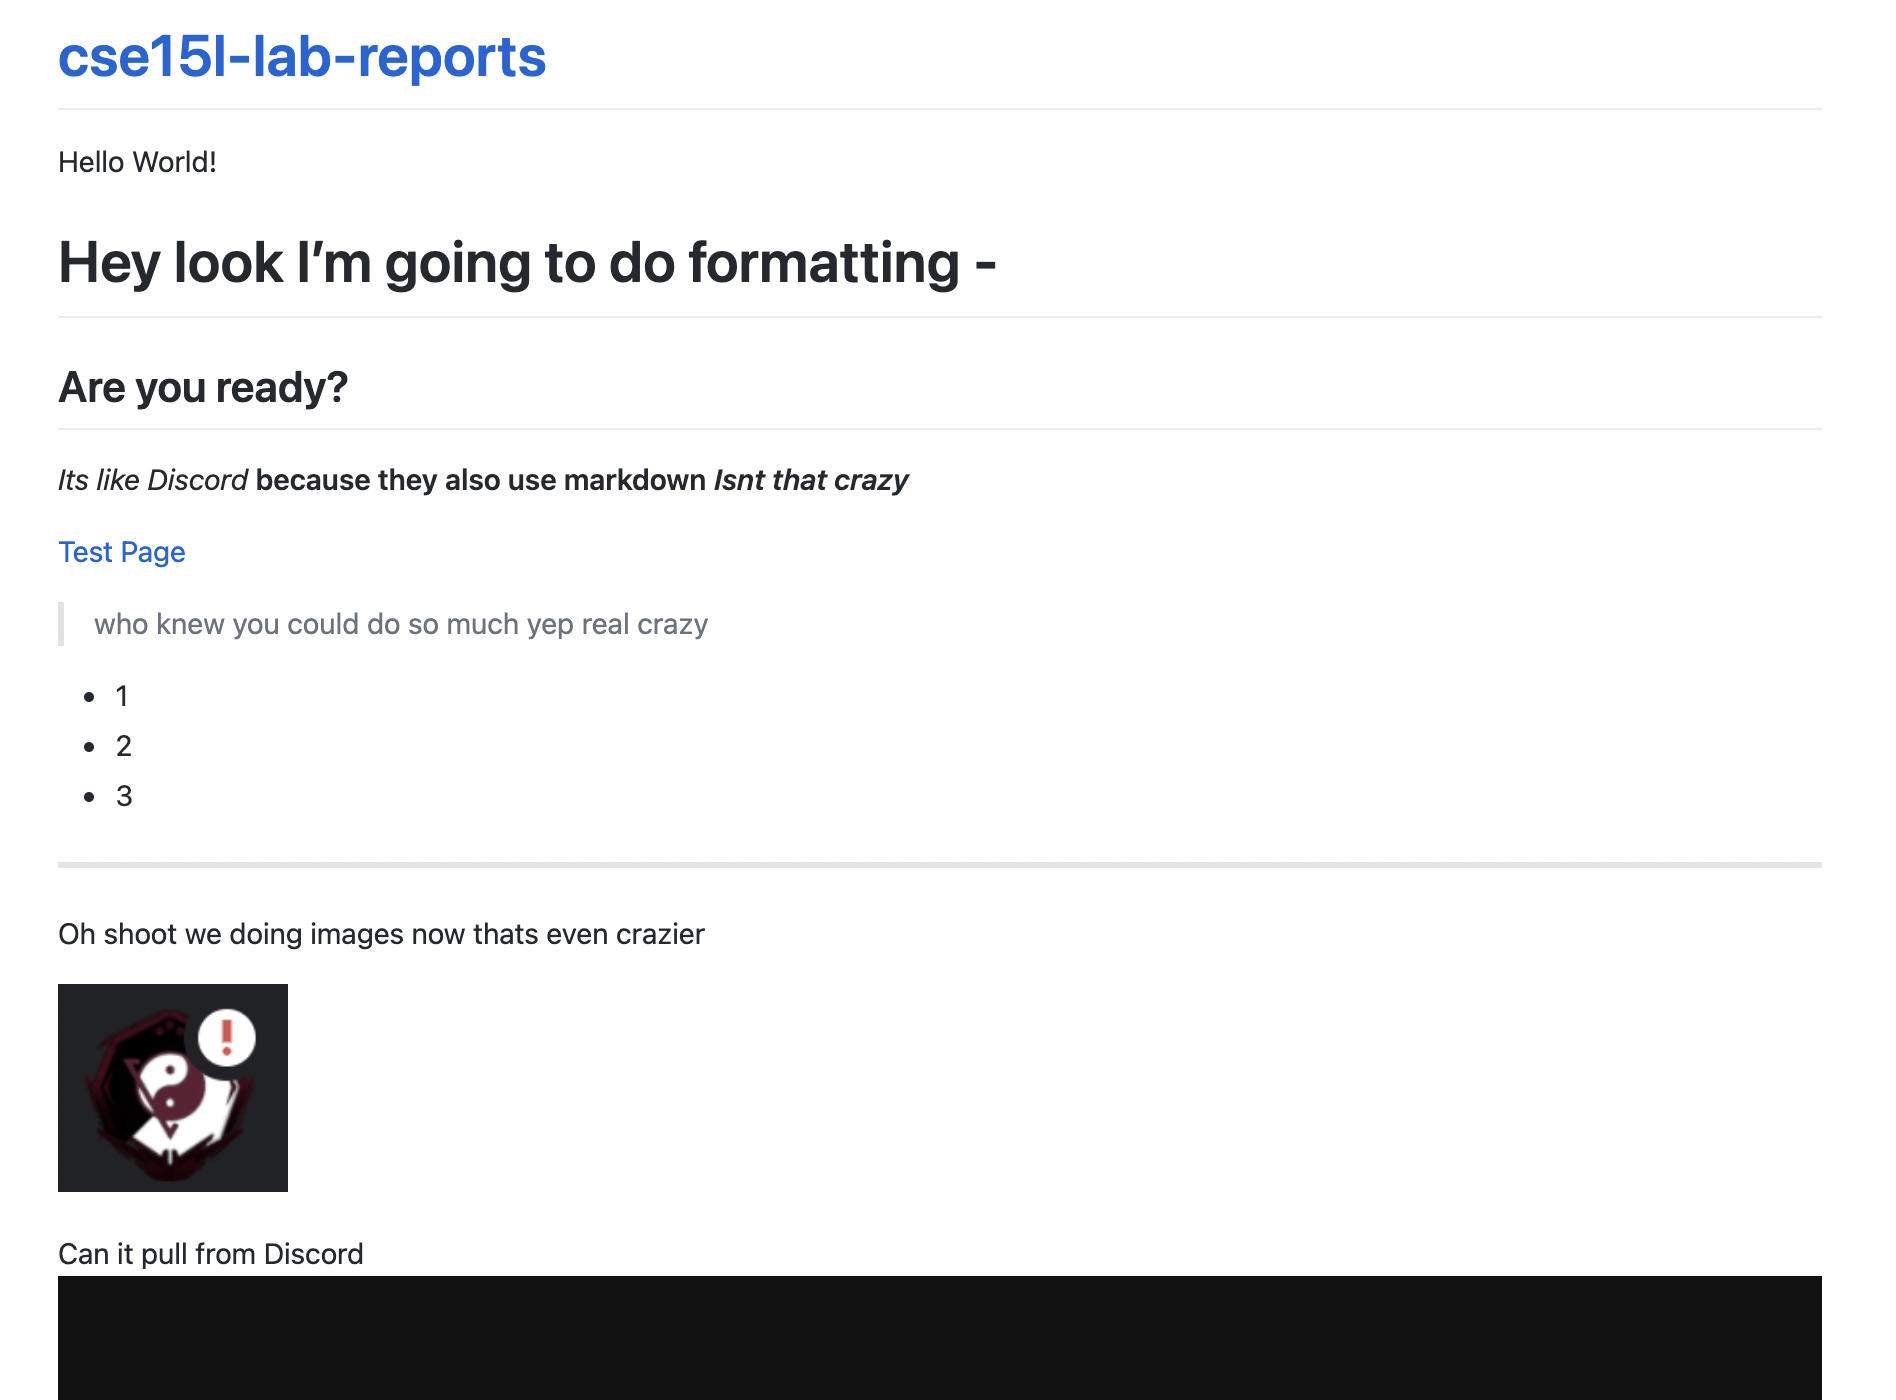 cse15l-lab-reports
Hello World!
Hey look I’m going to do formatting -
Are you ready?
Its like Discord because they also use markdown Isnt that crazy
Test Page
who knew you could do so much yep real crazy
• 1
• 2
• 3
Oh shoot we doing images now thats even crazier
!
Can it pull from Discord